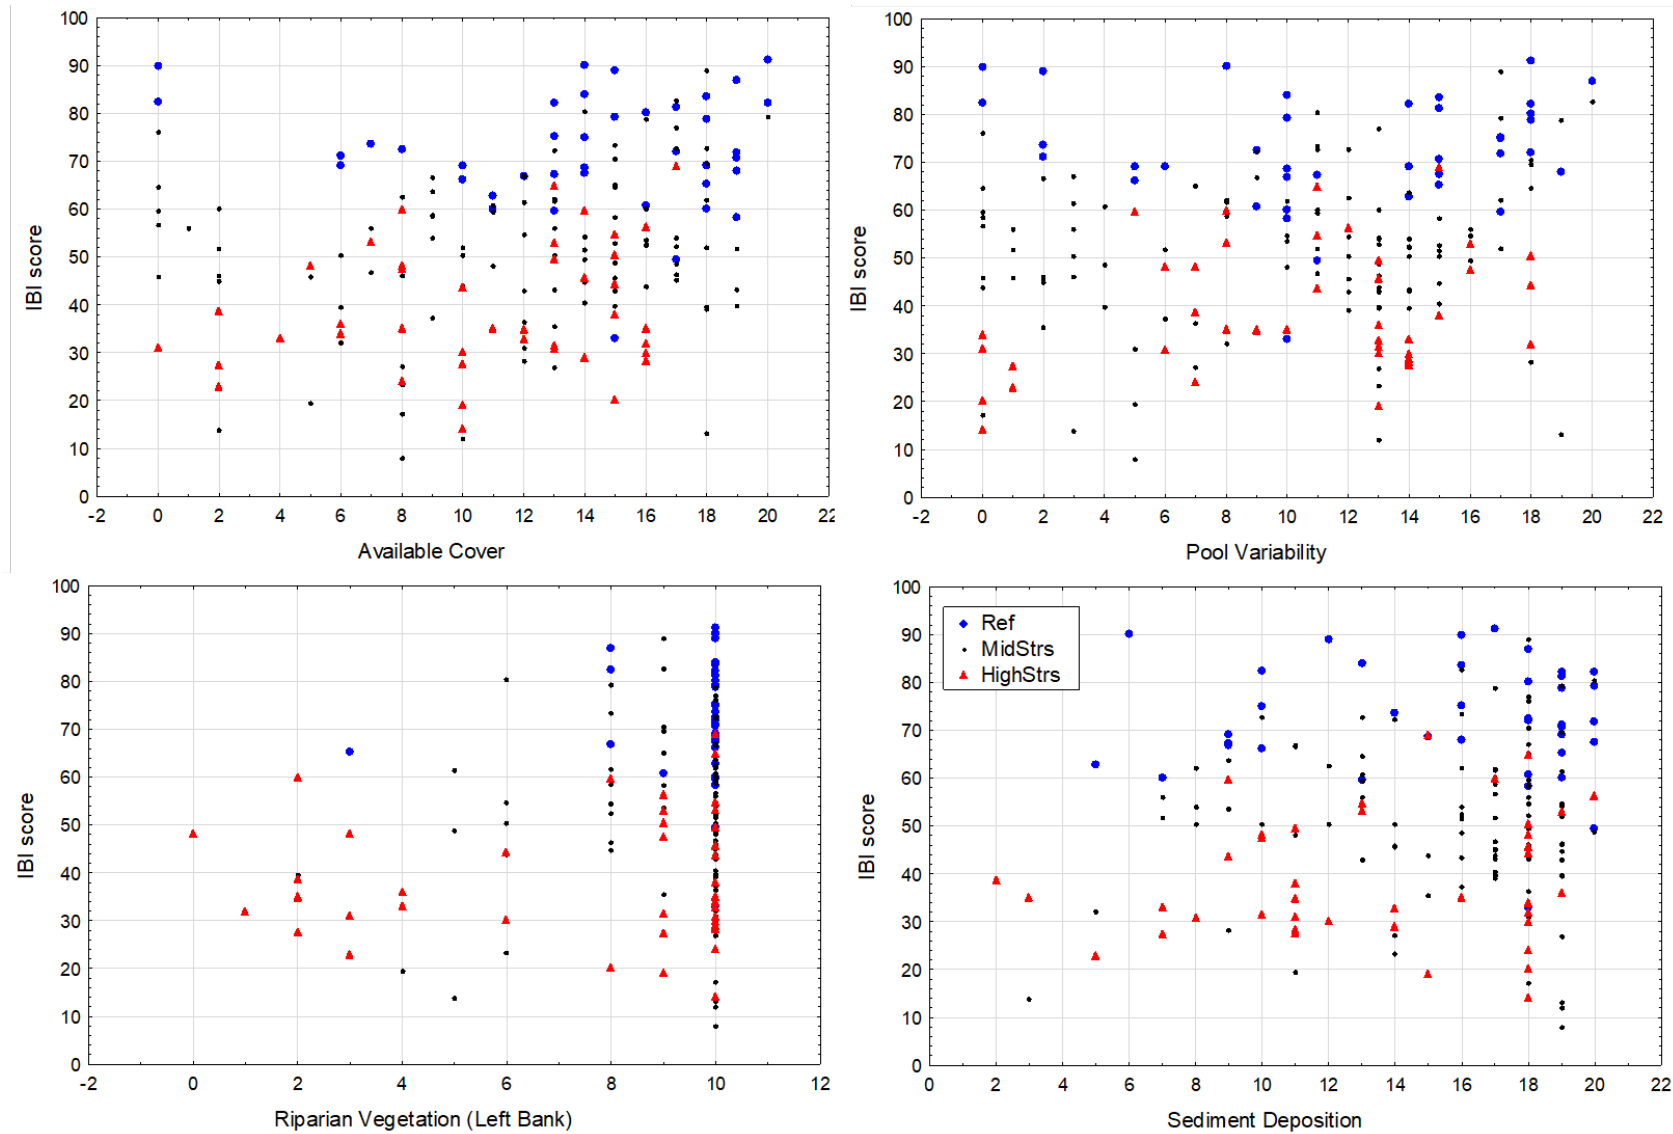 100
90
80
70
60
50
40
30
20
10
0
IBI score
-2 0 2 4 6 8 10 12 14 16 18 20 22
Available Cover
100
90
80
70
60
50
40
30
20
10
0
IBI score
-2 0 2 4 6 8 10 12 14 16 18 20 22
Pool Variability
100
90
80
70
60
50
40
30
20
10
0
IBI score
-2 0 2 4 6 8 10 12
Riparian Vegetation (Left Bank)
100
90
80
70
60
50
40
30
20
10
0
IBI score
Ref
MidStrs
HighStrs
0 2 4 6 8 10 12 14 16 18 20 22
Sediment Deposition